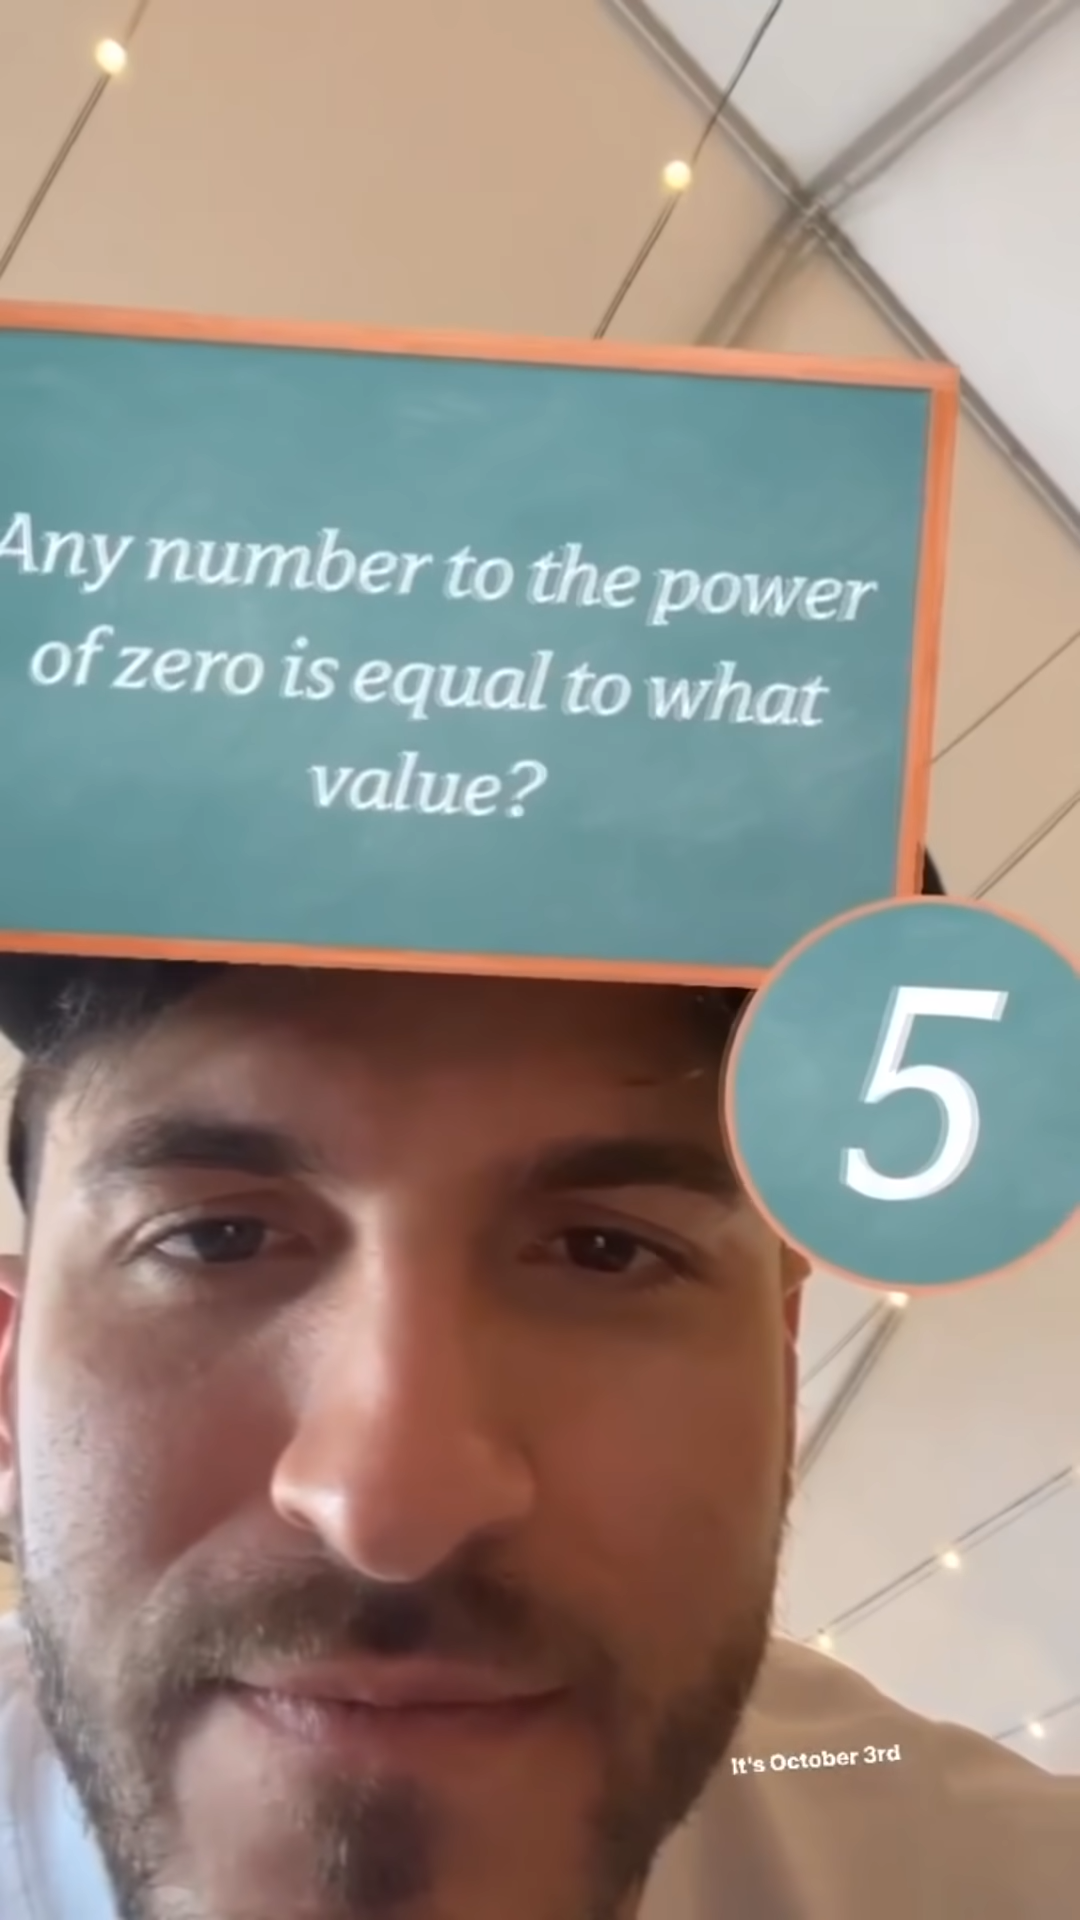 Any number to the power
of zero is equal to what
value?
5
It's October 3rd